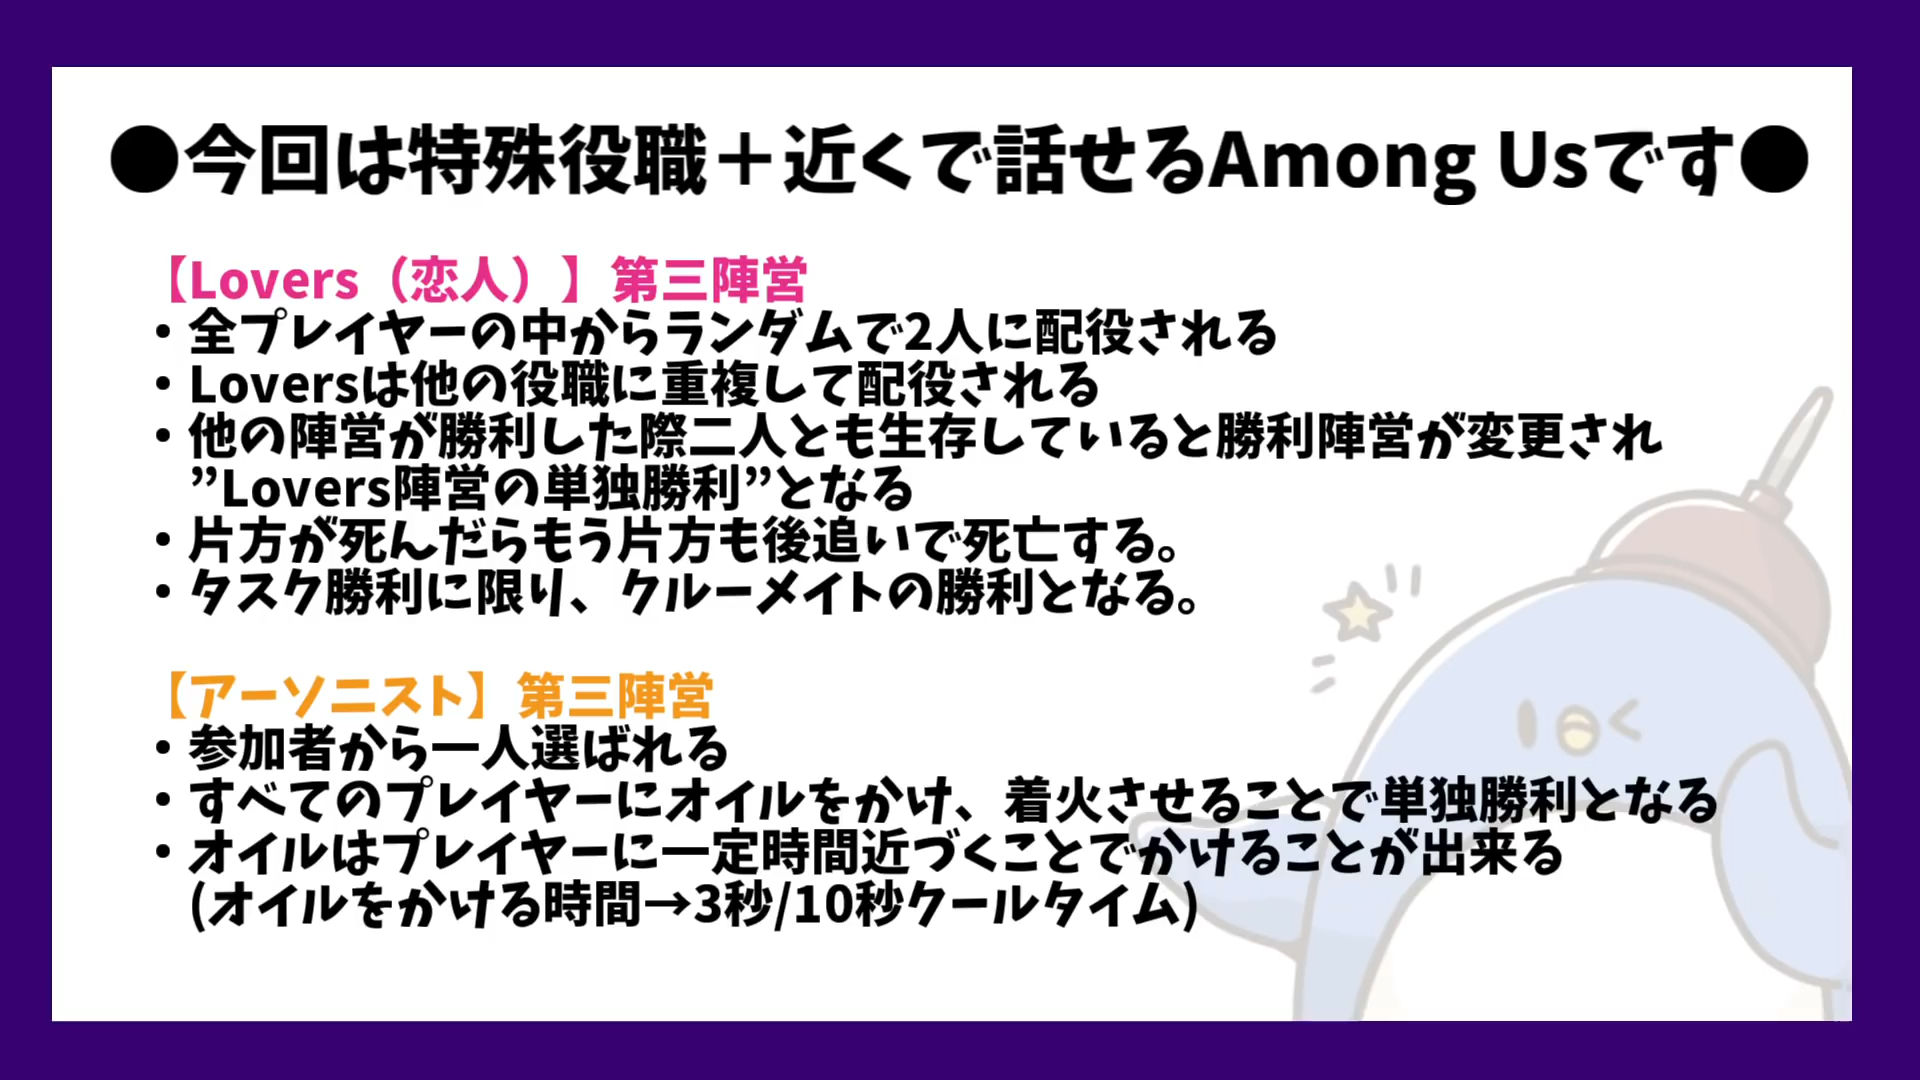 ●今回は特殊役職＋近くで話せるAmong Usです●
【Lovers（恋人）】第三陣営
・全プレイヤーの中からランダムで2人に配役される
・Loversは他の役職に重複して配役される
・他の陣営が勝利した際二人とも生存していると勝利陣営が変更され
”Lovers陣営の単独勝利”となる
・片方が死んだらもう片方も後追いで死亡する。
・タスク勝利に限り、クルーメイトの勝利となる。
【アーソニスト】第三陣営
・参加者から一人選ばれる
・すべてのプレイヤーにオイルをかけ、着火させることで単独勝利となる
・オイルはプレイヤーに一定時間近づくことでかけることが出来る
(オイルをかける時間→3秒/10秒クールタイム)